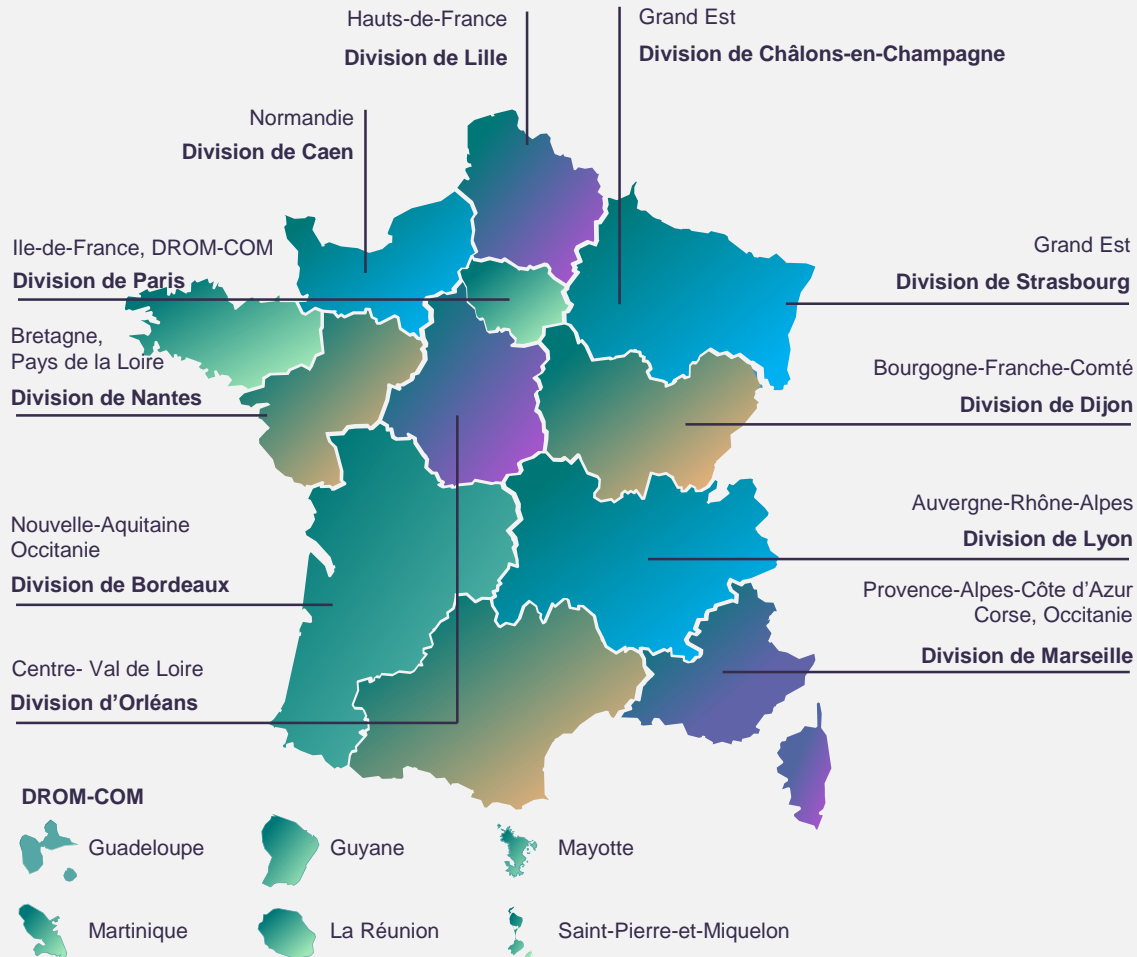 Hauts-de-France
Division de Lille
Grand Est
Division de Châlons-en-Champagne
Normandie
Division de Caen
Ile-de-France, DROM-COM
Division de Paris
Grand Est
Division de Strasbourg
Bretagne,
Pays de la Loire
Division de Nantes
Bourgogne-Franche-Comté
Division de Dijon
Nouvelle-Aquitaine
Occitanie
Division de Bordeaux
Auvergne-Rhône-Alpes
Division de Lyon
Provence-Alpes-Côte d’Azur
Corse, Occitanie
Division de Marseille
Centre- Val de Loire
Division d’Orléans
DROM-COM
Guadeloupe
Guyane
Mayotte
Martinique
La Réunion
Saint-Pierre-et-Miquelon